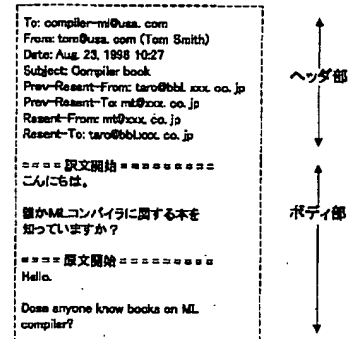 To: compiler-ml@usa.com
From: tom@usa.com (Tom Smith)
Date: Aug. 23, 1998 10:27
Subject: Compiler book
Prev-Resent-From: taro@bbl.xxx.co.jp
Prev-Resent-To: mt@xxx.co.jp
Resent-From: mt@xxx.co.jp
Resent-To: taro@bbl.xxx.co.jp
ヘッダ部
==== 訳文開始 =========
こんにちは。
誰かMLコンパイラに関する本を
知っていますか？
ボディ部
==== 原文開始 =========
Hello.
Does anyone know books on ML
compiler?